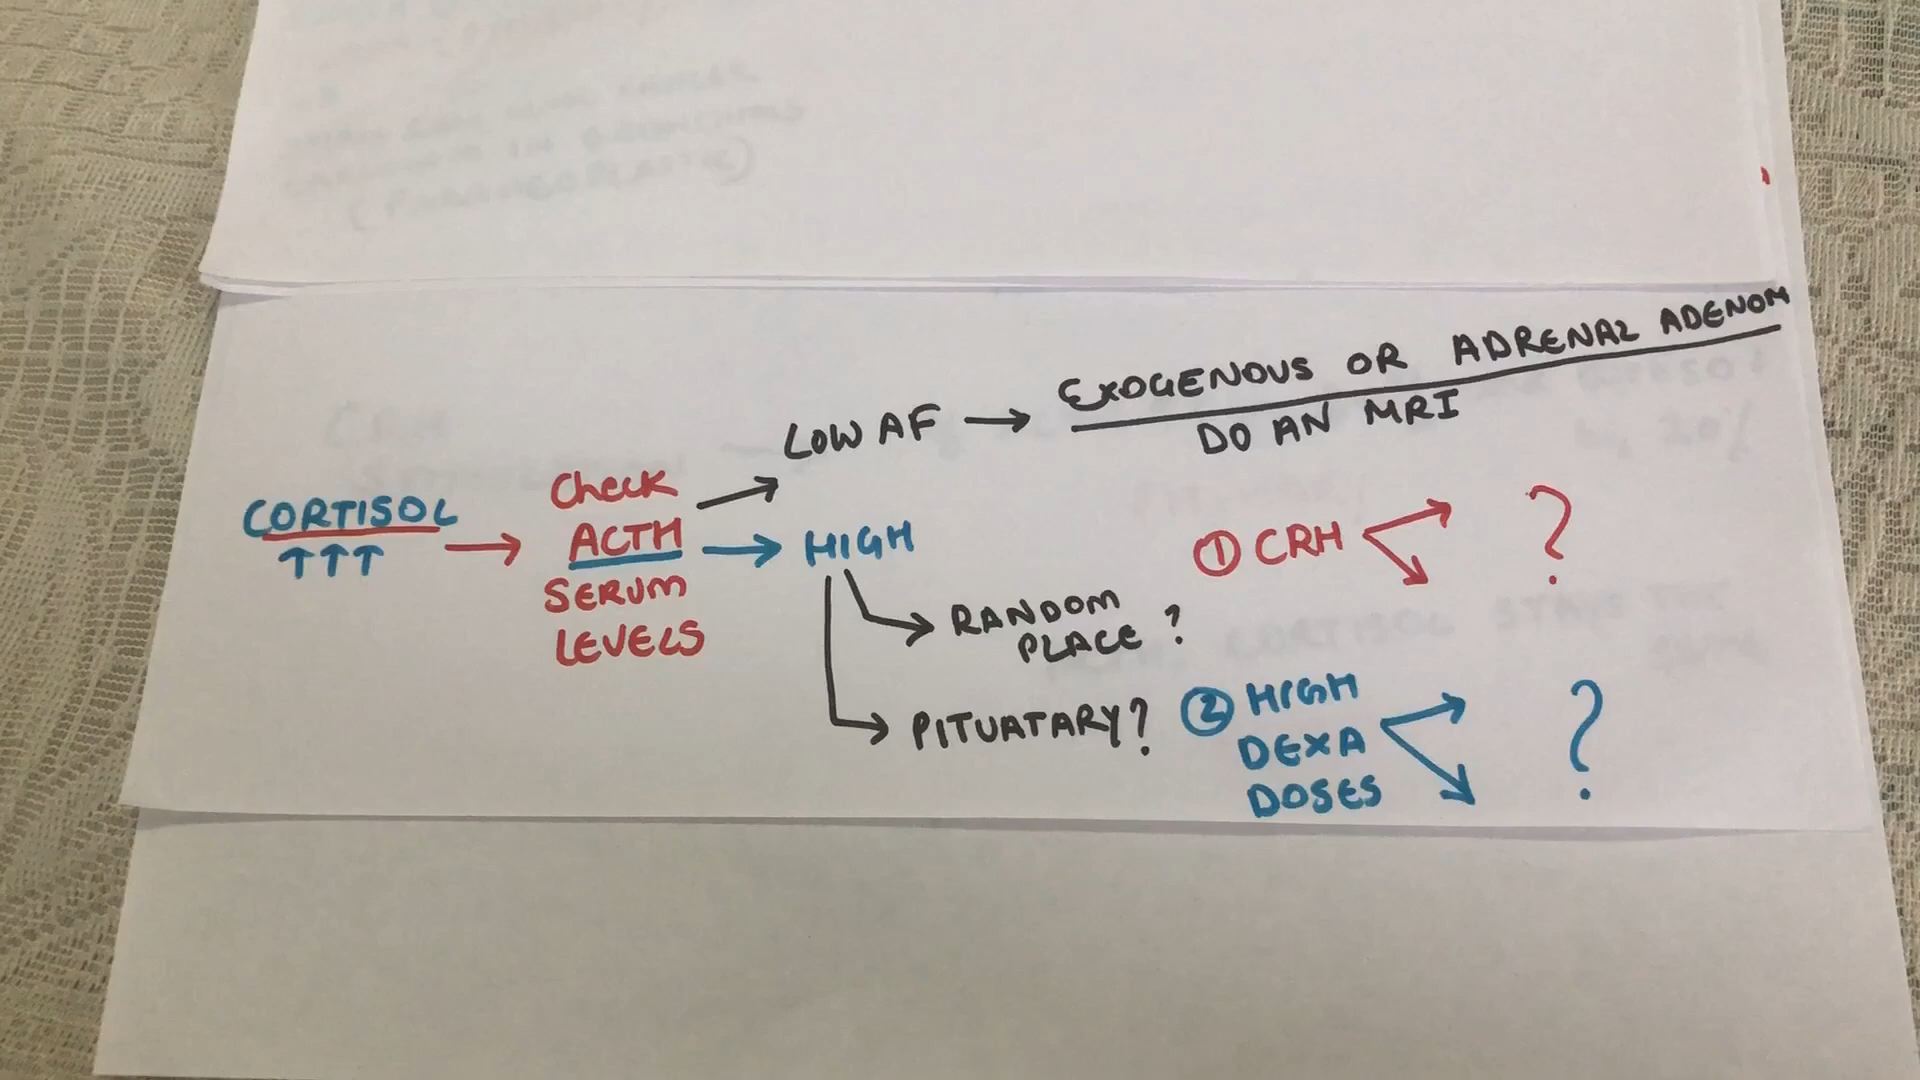 EXOGENOUS OR ADRENAL ADENOM
DO AN MRI
LOW AF
CORTISOL
↑↑↑
Check
ACTH
SERUM
LEVELS
HIGH
RANDOM
PLACE ?
PITUATARY?
① CRH
?
② HIGH
DEXA
DOSES
?